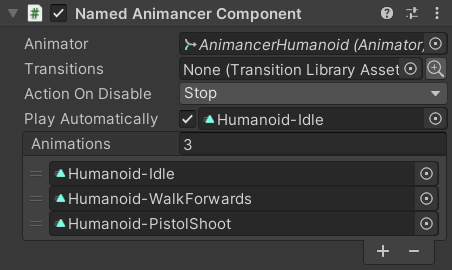 Named Animancer Component
Animator AnimancerHumanoid (Animator)
Transitions None (Transition Library Asset
Action On Disable Stop
Play Automatically Humanoid-Idle
Animations 3
Humanoid-Idle
Humanoid-WalkForwards
Humanoid-PistolShoot